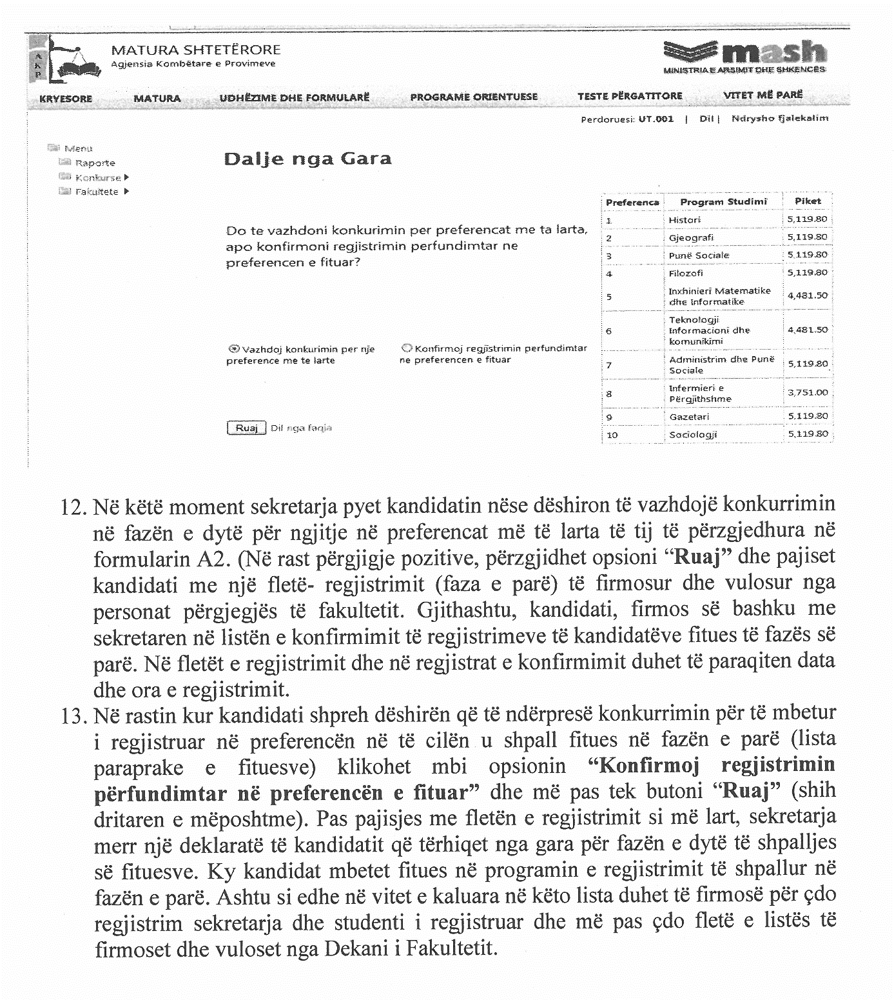 MATURA SHTETËRORE
Agjensia Kombëtare e Provimeve
AKP
mash
MINISTRIA E ARSIMIT DHE SHKENCËS
KRYESORE MATURA UDHËZIME DHE FORMULARË PROGRAME ORIENTUESE TESTE PËRGATITORE VITET MË PARË
Perdoruesi: UT.001 | Dil | Ndrysho fjalekalim
Menu
Raporte
Konkurse
Fakultete
Dalje nga Gara
Do te vazhdoni konkurimin per preferencat me ta larta,
apo konfirmoni regjistrimin perfundimtar ne
preferencen e fituar?
Vazhdoj konkurimin per nje
preference me te larte
Konfirmoj regjistrimin perfundimtar
ne preferencen e fituar
Ruaj Dil nga faqja
Preferenca Program Studimi Piket
1 Histori 5,119.80
2 Gjeografi 5,119.80
3 Punë Sociale 5,119.80
4 Filozofi 5,119.80
5 Inxhinieri Matematike
dhe Informatike 4,481.50
6 Teknologji
Informacioni dhe
komunikimi 4,481.50
7 Administrim dhe Punë
Sociale 5,119.80
8 Infermieri e
Përgjithshme 3,751.00
9 Gazetari 5,119.80
10 Sociologji 5,119.80
12. Në këtë moment sekretarja pyet kandidatin nëse dëshiron të vazhdojë konkurrimin
në fazën e dytë për ngjitje në preferencat më të larta të tij të përzgjedhura në
formularin A2. (Në rast përgjigje pozitive, përzgjidhet opsioni “Ruaj” dhe pajiset
kandidati me një fletë- regjistrimit (faza e parë) të firmosur dhe vulosur nga
personat përgjegjës të fakultetit. Gjithashtu, kandidati, firmos së bashku me
sekretaren në listën e konfirmimit të regjistrimeve të kandidatëve fitues të fazës së
parë. Në fletët e regjistrimit dhe në regjistrat e konfirmimit duhet të paraqiten data
dhe ora e regjistrimit.
13. Në rastin kur kandidati shpreh dëshirën që të ndërpresë konkurrimin për të mbetur
i regjistruar në preferencën në të cilën u shpall fitues në fazën e parë (lista
paraprake e fituesve) klikohet mbi opsionin “Konfirmoj regjistrimin
përfundimtar në preferencën e fituar” dhe më pas tek butoni “Ruaj” (shih
dritaren e mëposhtme). Pas pajisjes me fletën e regjistrimit si më lart, sekretarja
merr një deklaratë të kandidatit që tërhiqet nga gara për fazën e dytë të shpalljes
së fituesve. Ky kandidat mbetet fitues në programin e regjistrimit të shpallur në
fazën e parë. Ashtu si edhe në vitet e kaluara në këto lista duhet të firmosë për çdo
regjistrim sekretarja dhe studenti i regjistruar dhe më pas çdo fletë e listës të
firmoset dhe vuloset nga Dekani i Fakultetit.